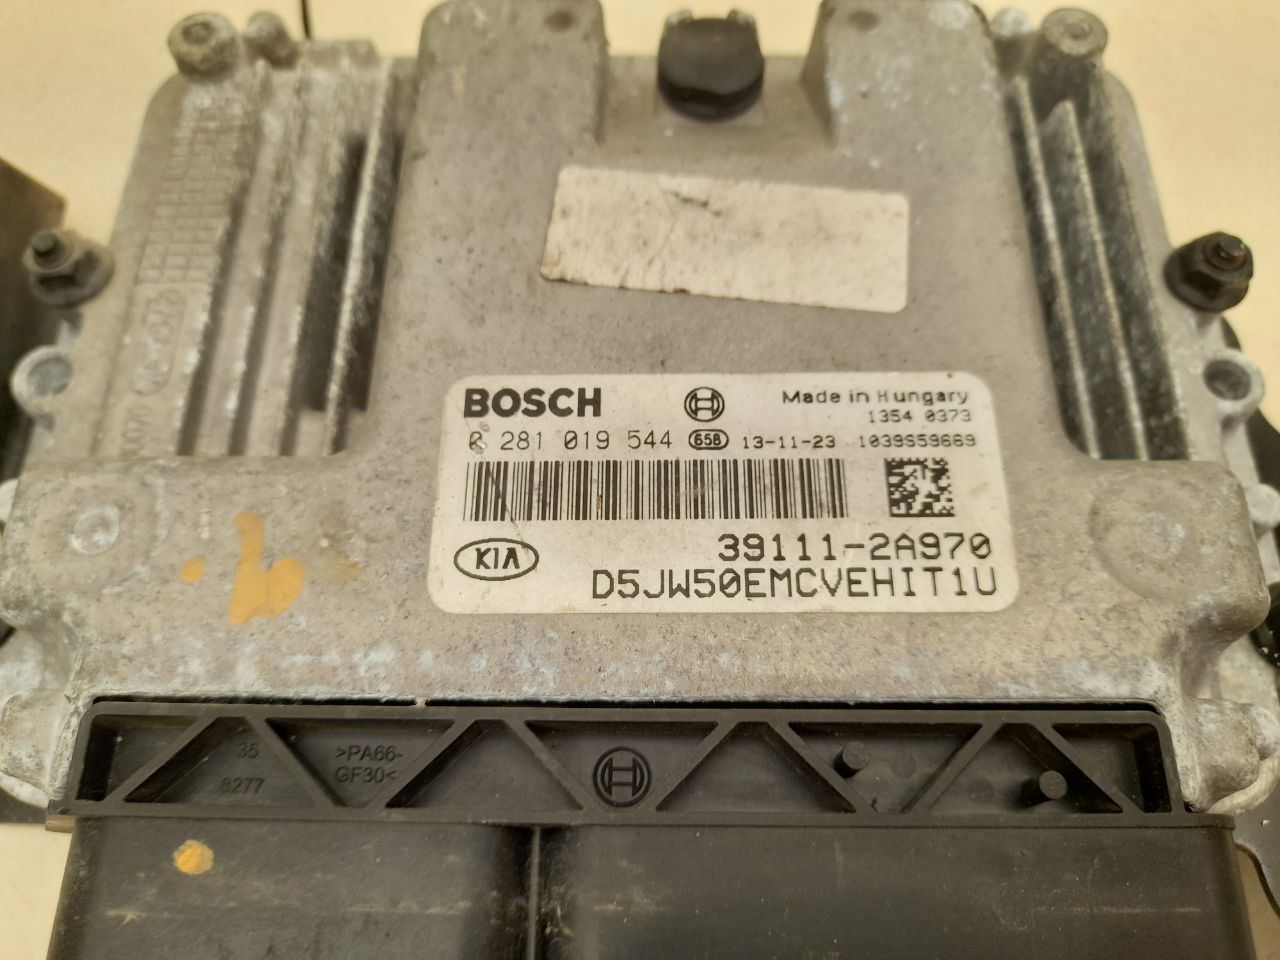 BOSCH
Made in Hungary
1354 0373
0 281 019 544 65B 13-11-23 1039S59669
39111-2A970
KIA
D5JW50EMCVEHIT1U
35
8277
>PA66-
GF30<